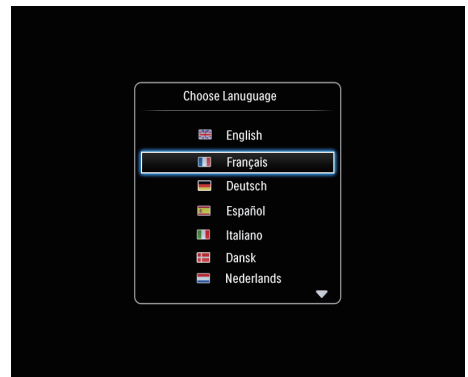 Choose Lanuguage
English
Français
Deutsch
Español
Italiano
Dansk
Nederlands